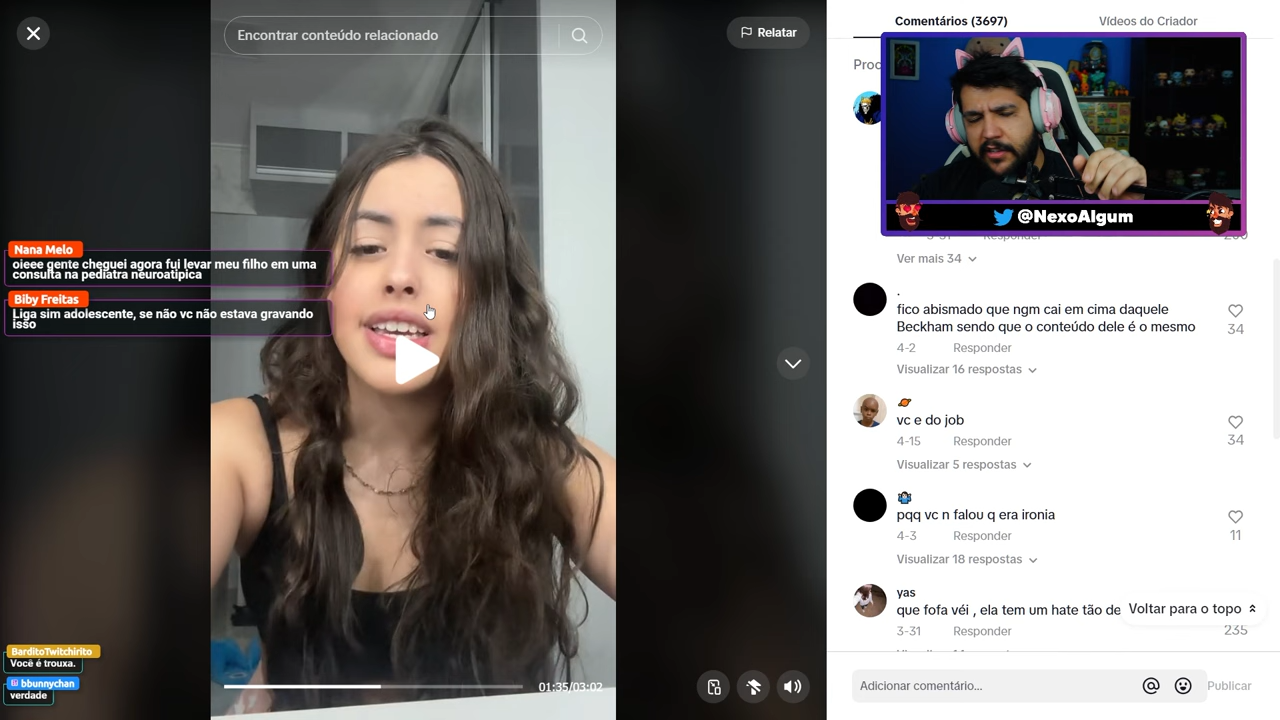 Encontrar conteúdo relacionado
Relatar
Nana Melo
oieee gente cheguei agora fui levar meu filho em uma
consulta na pediatra neuroatipica
Biby Freitas
Liga sim adolescente, se não vc não estava gravando
isso
BarditoTwitchirito
Você é trouxa.
bbunnychan
verdade
01:35/03:02
Comentários (3697)
Vídeos do Criador
@NexoAlgum
Responder
Ver mais 34
.
fico abismado que ngm cai em cima daquele
Beckham sendo que o conteúdo dele é o mesmo
34
4-2 Responder
Visualizar 16 respostas
vc e do job
34
4-15 Responder
Visualizar 5 respostas
pqq vc n falou q era ironia
11
4-3 Responder
Visualizar 18 respostas
yas
que fofa véi , ela tem um hate tão de
Voltar para o topo
235
3-31 Responder
Adicionar comentário...
Publicar